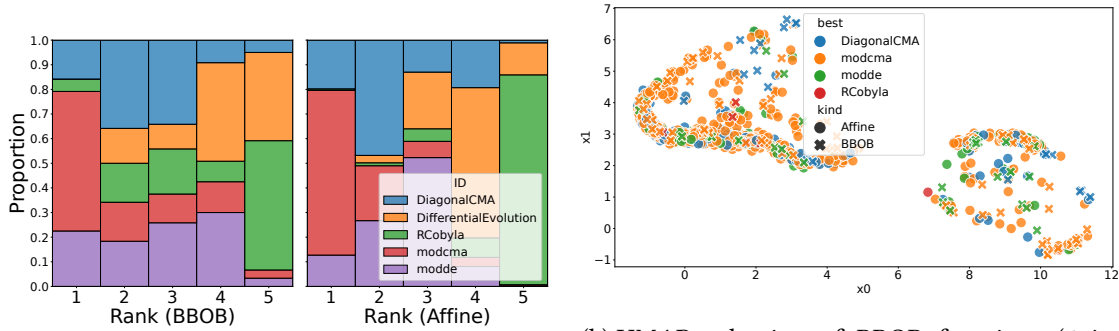 Proportion
1.0
0.9
0.8
0.7
0.6
0.5
0.4
0.3
0.2
0.1
0.0
1 2 3 4 5
Rank (BBOB)
ID
DiagonalCMA
DifferentialEvolution
RCobyla
modcma
modde
1 2 3 4 5
Rank (Affine)
x1
7
6
5
4
3
2
1
0
−1
best
DiagonalCMA
modcma
modde
RCobyla
kind
Affine
BBOB
0 2 4 6 8 10 12
x0